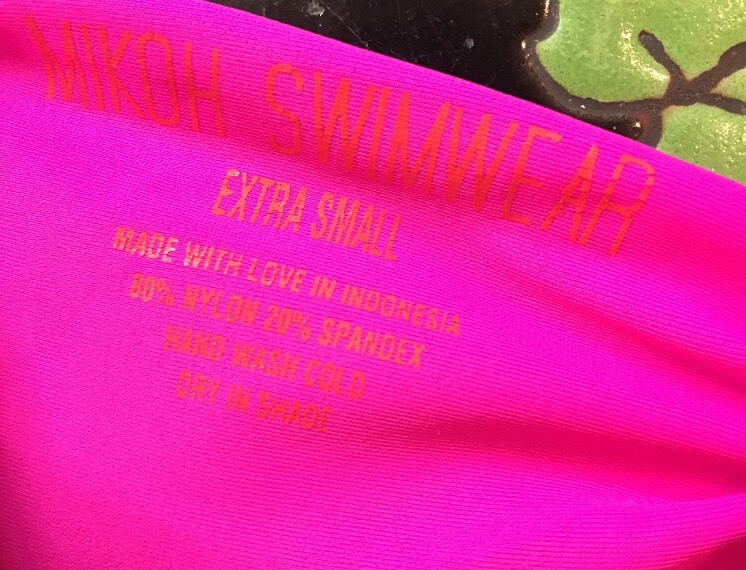 MIKOH SWIMWEAR
EXTRA SMALL
MADE WITH LOVE IN INDONESIA
80% NYLON 20% SPANDEX
HAND WASH COLD
DRY IN SHADE